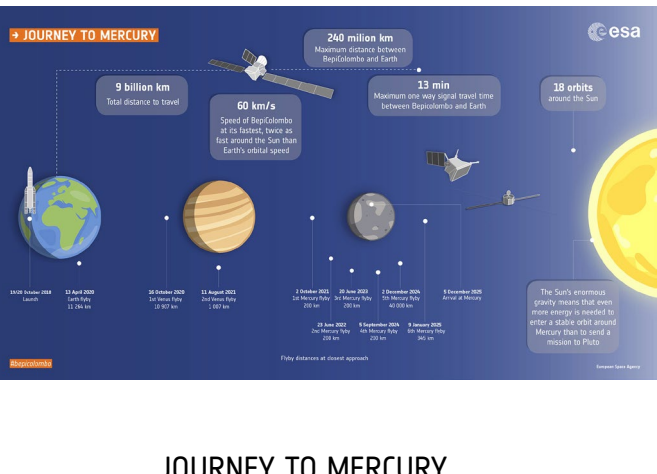 → JOURNEY TO MERCURY
esa
240 milion km
Maximum distance between
BepiColombo and Earth
9 billion km
Total distance to travel
60 km/s
Speed of BepiColombo
at its fastest, twice as
fast around the Sun than
Earth's orbital speed
13 min
Maximum one way signal travel time
between Bepicolombo and Earth
18 orbits
around the Sun
19/20 October 2018
Launch
13 April 2020
Earth flyby
11 264 km
16 October 2020
1st Venus flyby
10 907 km
11 August 2021
2nd Venus flyby
1 007 km
2 October 2021
1st Mercury flyby
200 km
23 June 2022
2nd Mercury flyby
200 km
20 June 2023
3rd Mercury flyby
200 km
5 September 2024
4th Mercury flyby
200 km
2 December 2024
5th Mercury flyby
40 000 km
9 January 2025
6th Mercury flyby
345 km
5 December 2025
Arrival at Mercury
The Sun's enormous
gravity means that even
more energy is needed to
enter a stable orbit around
Mercury than to send a
mission to Pluto
Flyby distances at closest approach
#bepicolombo
European Space Agency
JOURNEY TO MERCURY